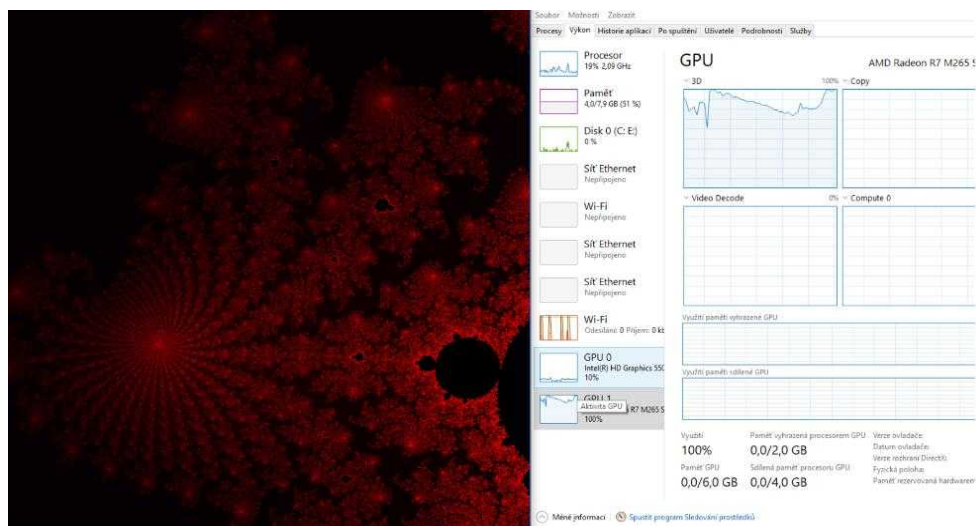 Soubor Možnosti Zobrazit
Procesy Výkon Historie aplikací Po spuštění Uživatelé Podrobnosti Služby
Procesor
19% 2,09 GHz
Paměť
4,0/7,9 GB (51 %)
Disk 0 (C: E:)
0 %
Síť Ethernet
Nepřipojeno
Wi-Fi
Nepřipojeno
Síť Ethernet
Nepřipojeno
Síť Ethernet
Nepřipojeno
Wi-Fi
Odesílání: 0 Příjem: 0 kb
GPU 0
Intel(R) HD Graphics 550
10%
GPU 1
Aktivita GPU R7 M265 S
100%
GPU AMD Radeon R7 M265 S
3D 100% Copy
Video Decode 0% Compute 0
Využití paměti vyhrazené GPU
Využití paměti sdílené GPU
Využití
100%
Paměť vyhrazená procesorem GPU
0,0/2,0 GB
Paměť GPU
0,0/6,0 GB
Sdílená paměť procesoru GPU
0,0/4,0 GB
Verze ovladače:
Datum ovladače:
Verze rozhraní DirectX:
Fyzická poloha:
Paměť rezervovaná hardwarem
Méně informací Spustit program Sledování prostředků